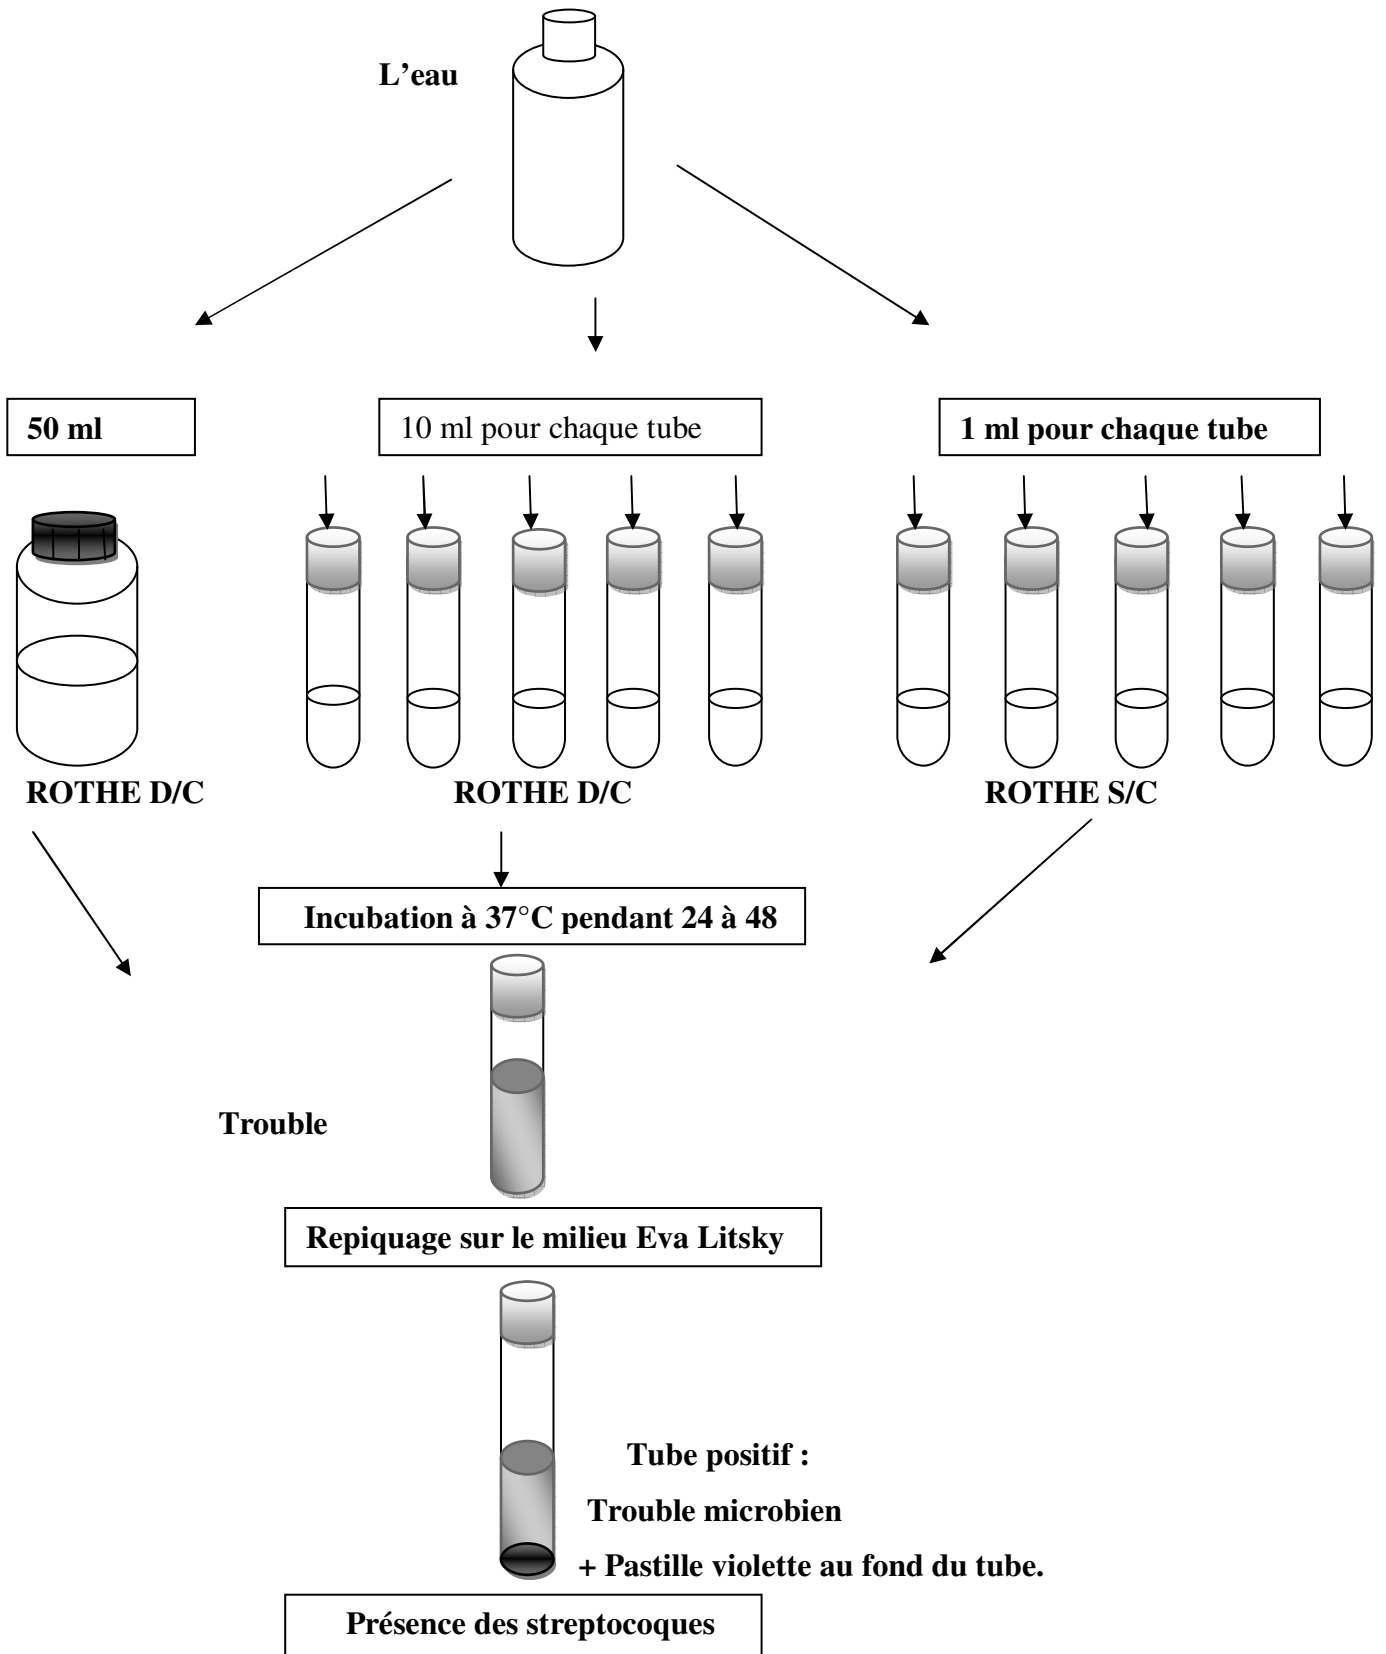 L’eau
50 ml
10 ml pour chaque tube
1 ml pour chaque tube
ROTHE D/C
ROTHE D/C
ROTHE S/C
Incubation à 37°C pendant 24 à 48
Trouble
Repiquage sur le milieu Eva Litsky
Tube positif :
Trouble microbien
+ Pastille violette au fond du tube.
Présence des streptocoques